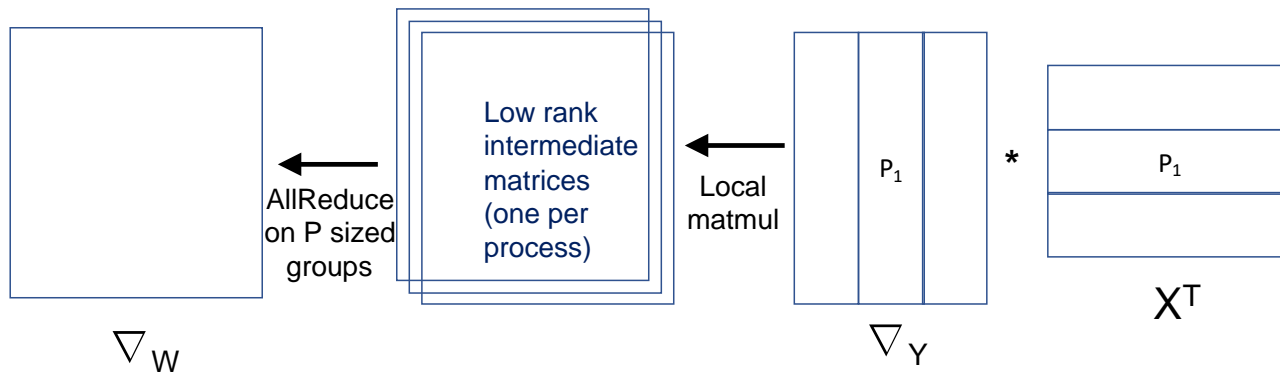 Low rank
intermediate
matrices
(one per
process)
AllReduce
on P sized
groups
Local
matmul
P₁
*
P₁
∇W
∇Y
Xᵀ